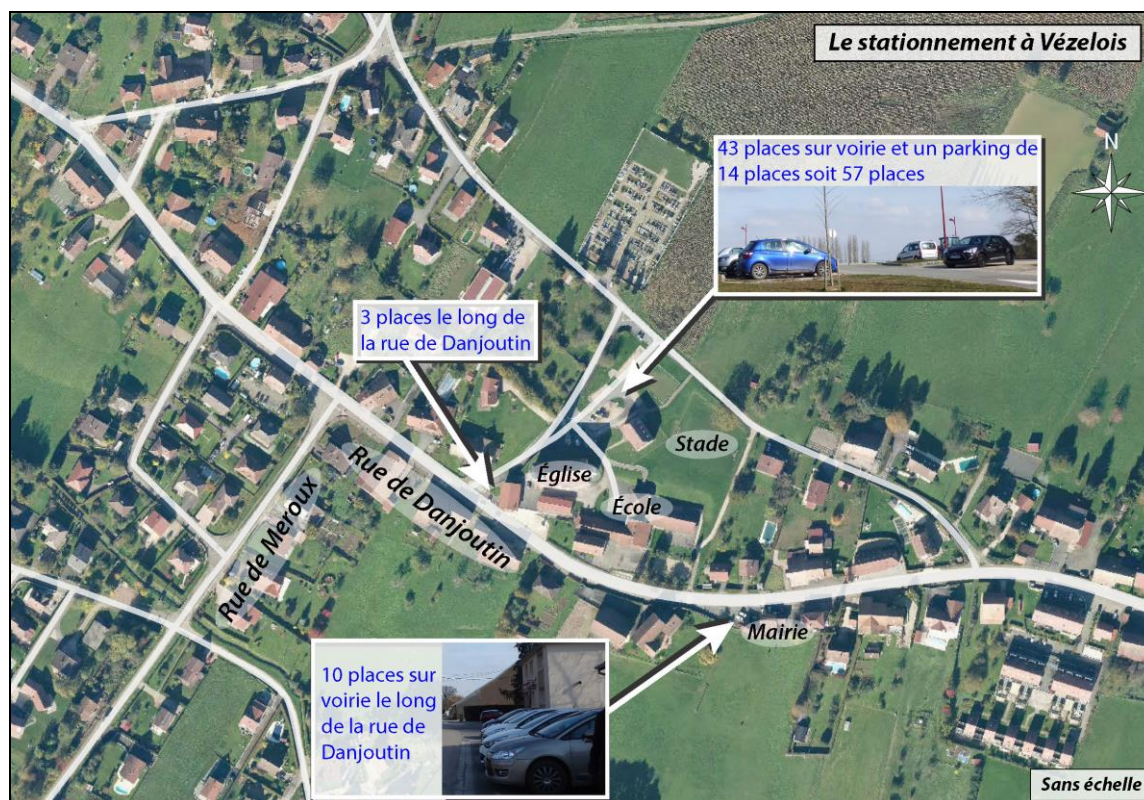 Le stationnement à Vézelois
43 places sur voirie et un parking de
14 places soit 57 places
N
3 places le long de
la rue de Danjoutin
Stade
Église
École
Rue de Danjoutin
Rue de Meroux
Mairie
10 places sur
voirie le long
de la rue de
Danjoutin
Sans échelle